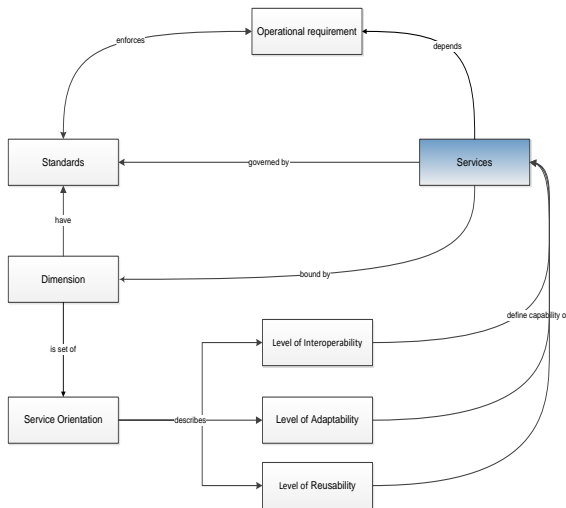 Operational requirement
enforces
depends
Standards
governed by
Services
have
Dimension
bound by
define capability o
Level of Interoperability
is set of
Service Orientation
describes
Level of Adaptability
Level of Reusability